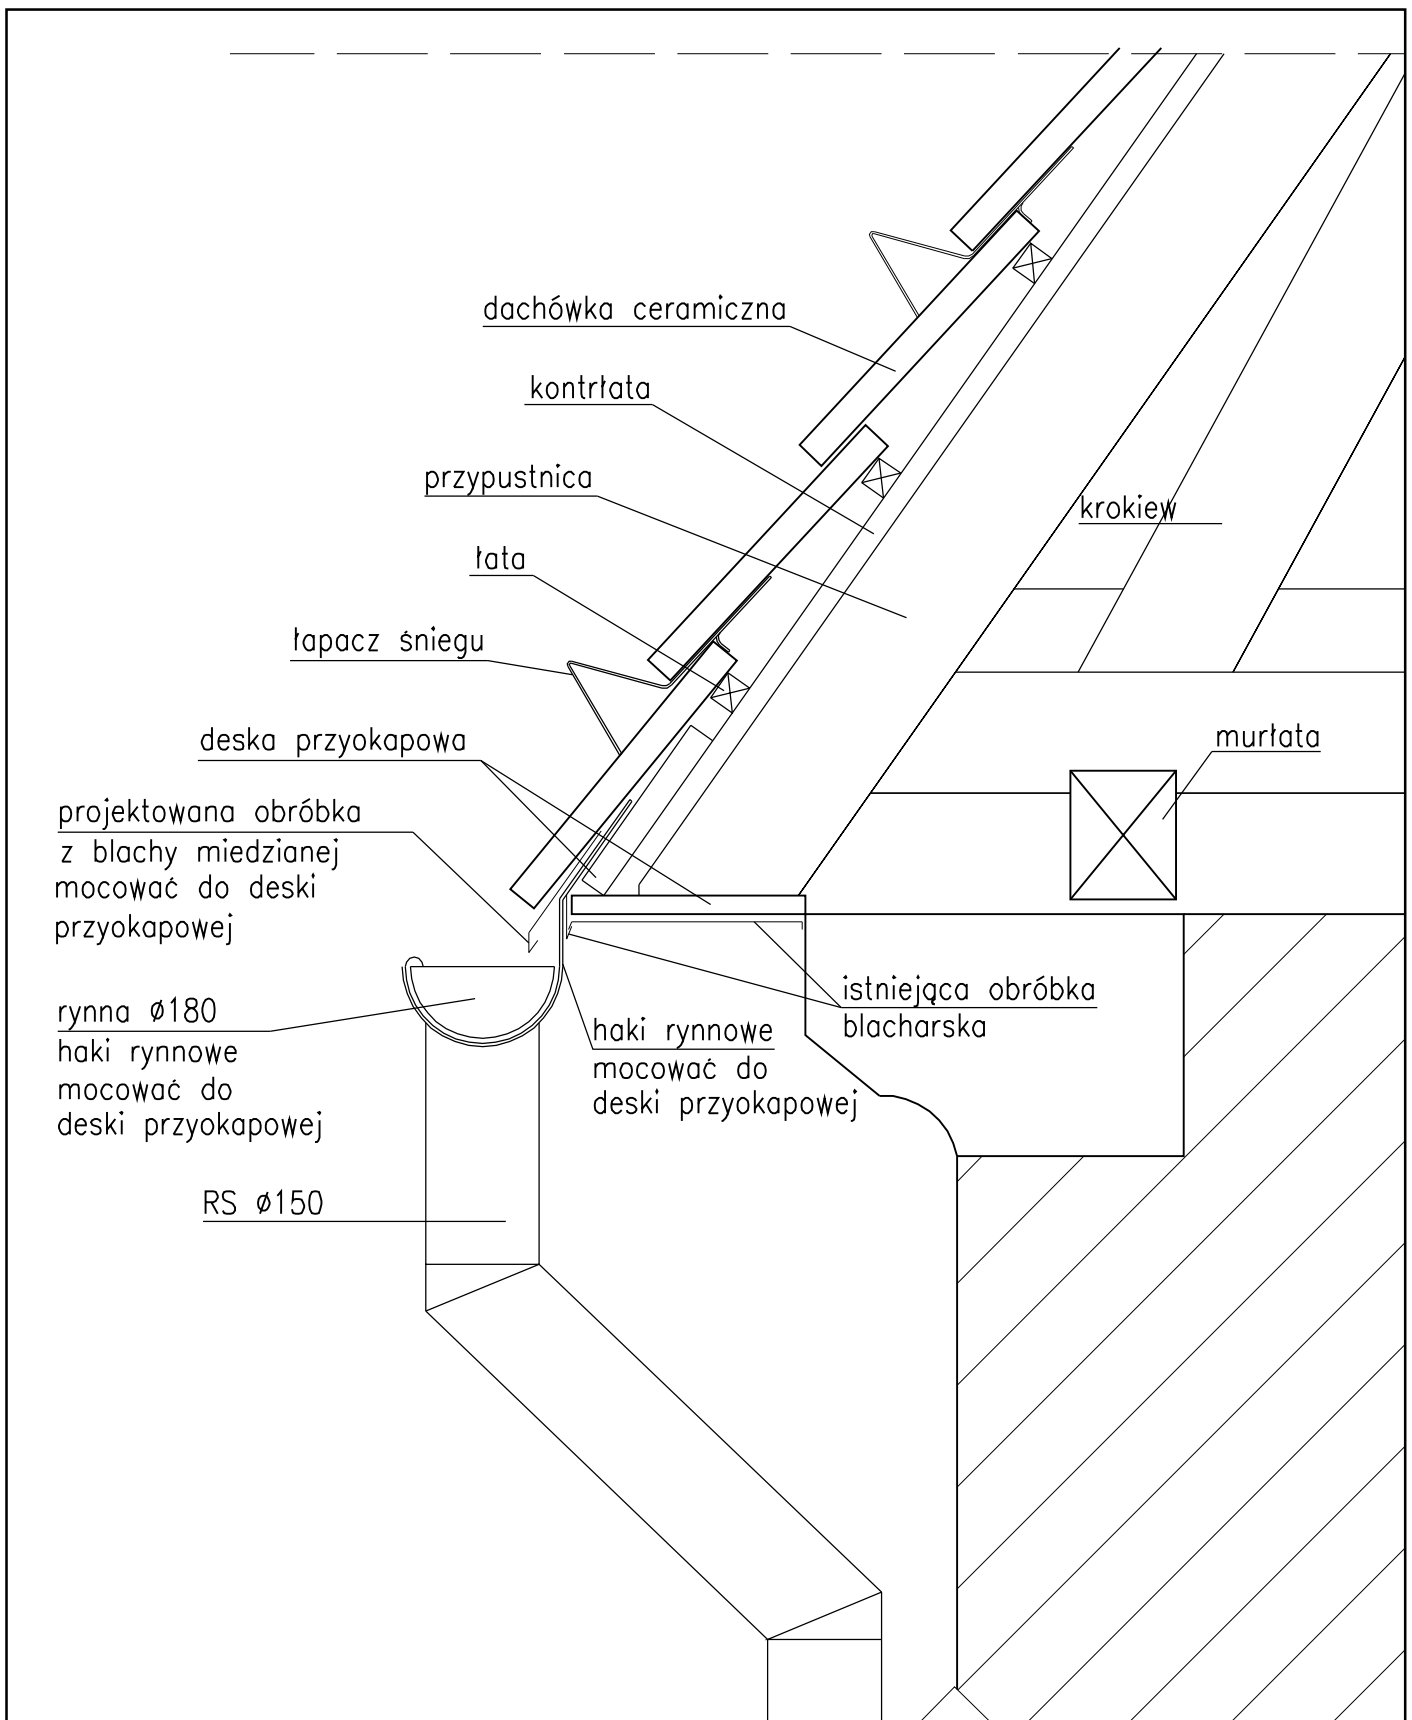 dachówka ceramiczna
kontrłata
przypustnica
krokiew
łata
łapacz śniegu
deska przyokapowa
murłata
projektowana obróbka
z blachy miedzianej
mocować do deski
przyokapowej
istniejąca obróbka
blacharska
rynna ø180
haki rynnowe
mocować do
deski przyokapowej
haki rynnowe
mocować do
deski przyokapowej
RS ø150